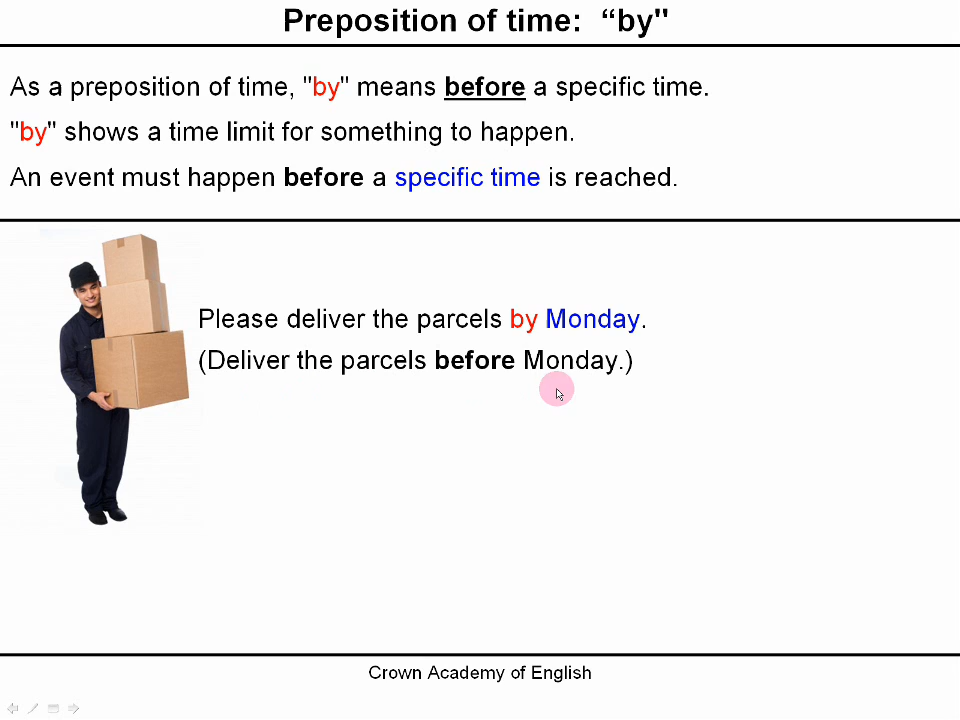 Preposition of time: “by"
As a preposition of time, "by" means before a specific time.
"by" shows a time limit for something to happen.
An event must happen before a specific time is reached.
Please deliver the parcels by Monday.
(Deliver the parcels before Monday.)
Crown Academy of English